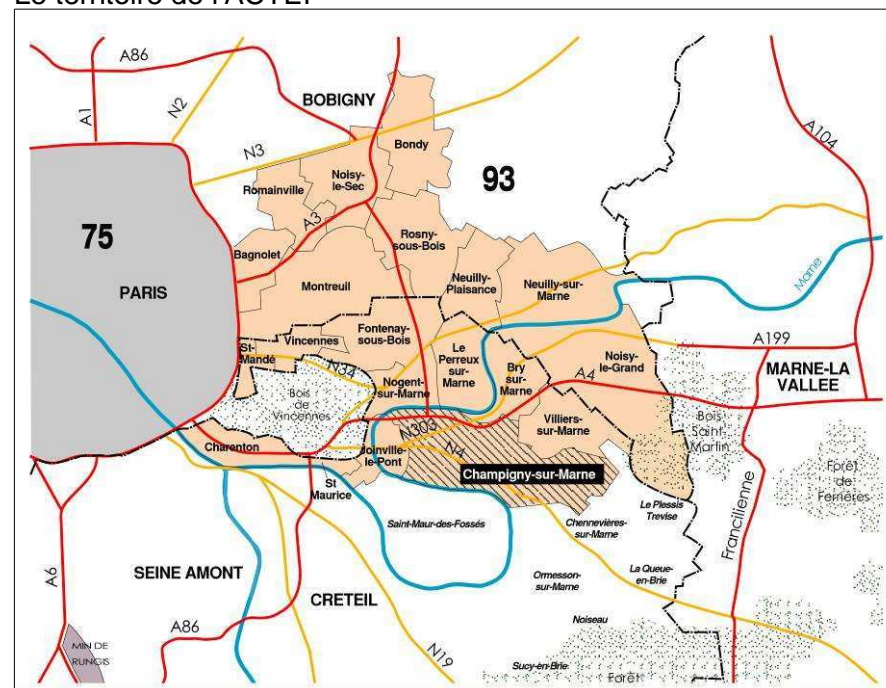 Le territoire de l'ACTEP
A86
A1
N2
BOBIGNY
N3
Bondy
A104
Romainville
Noisy-
le-Sec
93
75
A3
Rosny-
sous-Bois
Bagnolet
Marne
PARIS
Montreuil
Neuilly-
Plaisance
Neuilly-sur-
Marne
St-
Mandé
Vincennes
Fontenay-
sous-Bois
Le
Perreux
sur-
Marne
A199
N34
Bry
sur-
Marne
Noisy-
le-Grand
MARNE-LA
VALLEE
Bois
de
Vincennes
Nogent-
sur-Marne
A4
Bois
Saint-
Martin
Villiers-
sur-Marne
Charenton
N303
Joinville-
le-Pont
N4
Champigny-sur-Marne
Forêt
de
Ferrières
St
Maurice
Saint-Maur-des-Fossés
Le Plessis
Trevise
Chennevières-
sur-Marne
Francilienne
A6
SEINE AMONT
CRETEIL
Ormesson-
sur-Marne
La Queue-
en-Brie
A86
Noiseau
MIN DE
RUNGIS
N19
Sucy-en-Brie
Forêt